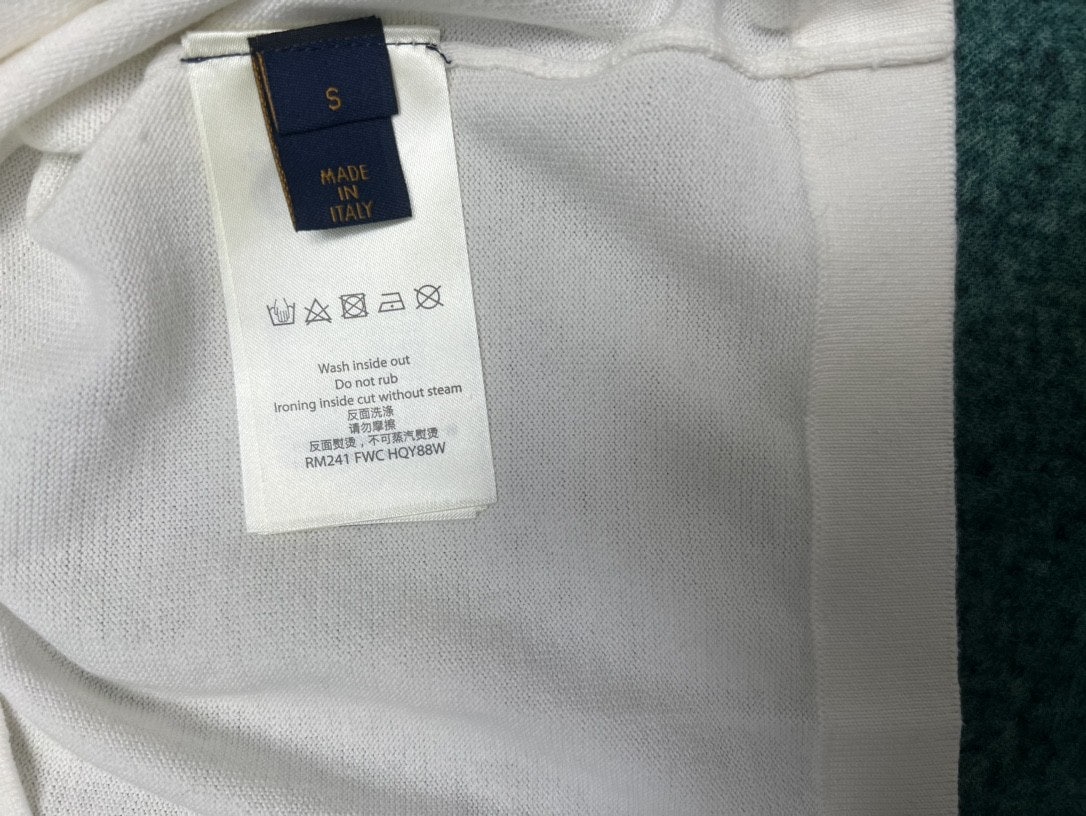 S
MADE
IN
ITALY
Wash inside out
Do not rub
Ironing inside cut without steam
反面洗涤
请勿摩擦
反面熨烫，不可蒸汽熨烫
RM241 FWC HQY88W